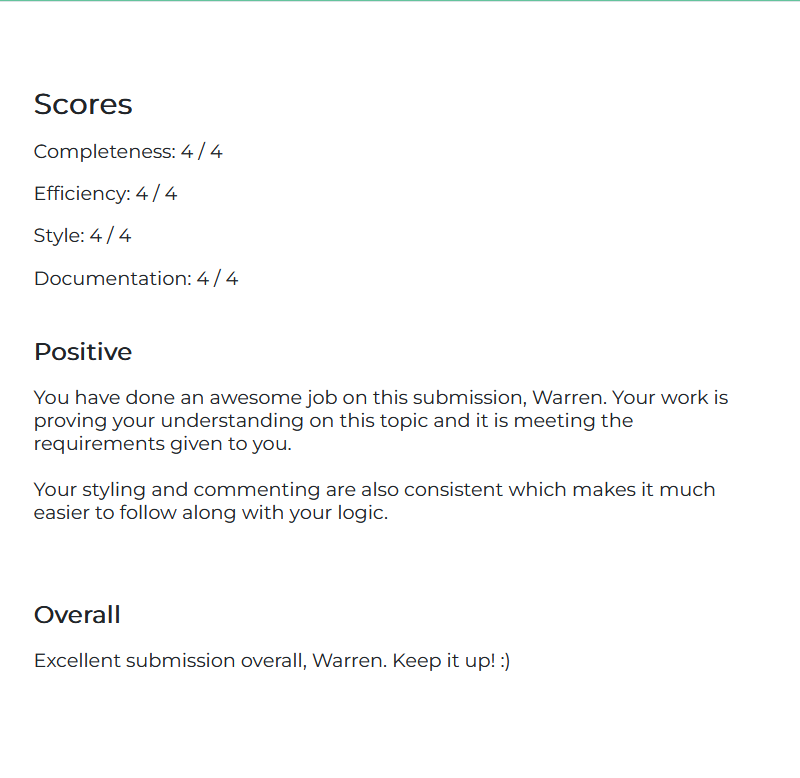 Scores
Completeness: 4 / 4
Efficiency: 4 / 4
Style: 4 / 4
Documentation: 4 / 4
Positive
You have done an awesome job on this submission, Warren. Your work is
proving your understanding on this topic and it is meeting the
requirements given to you.
Your styling and commenting are also consistent which makes it much
easier to follow along with your logic.
Overall
Excellent submission overall, Warren. Keep it up! :)